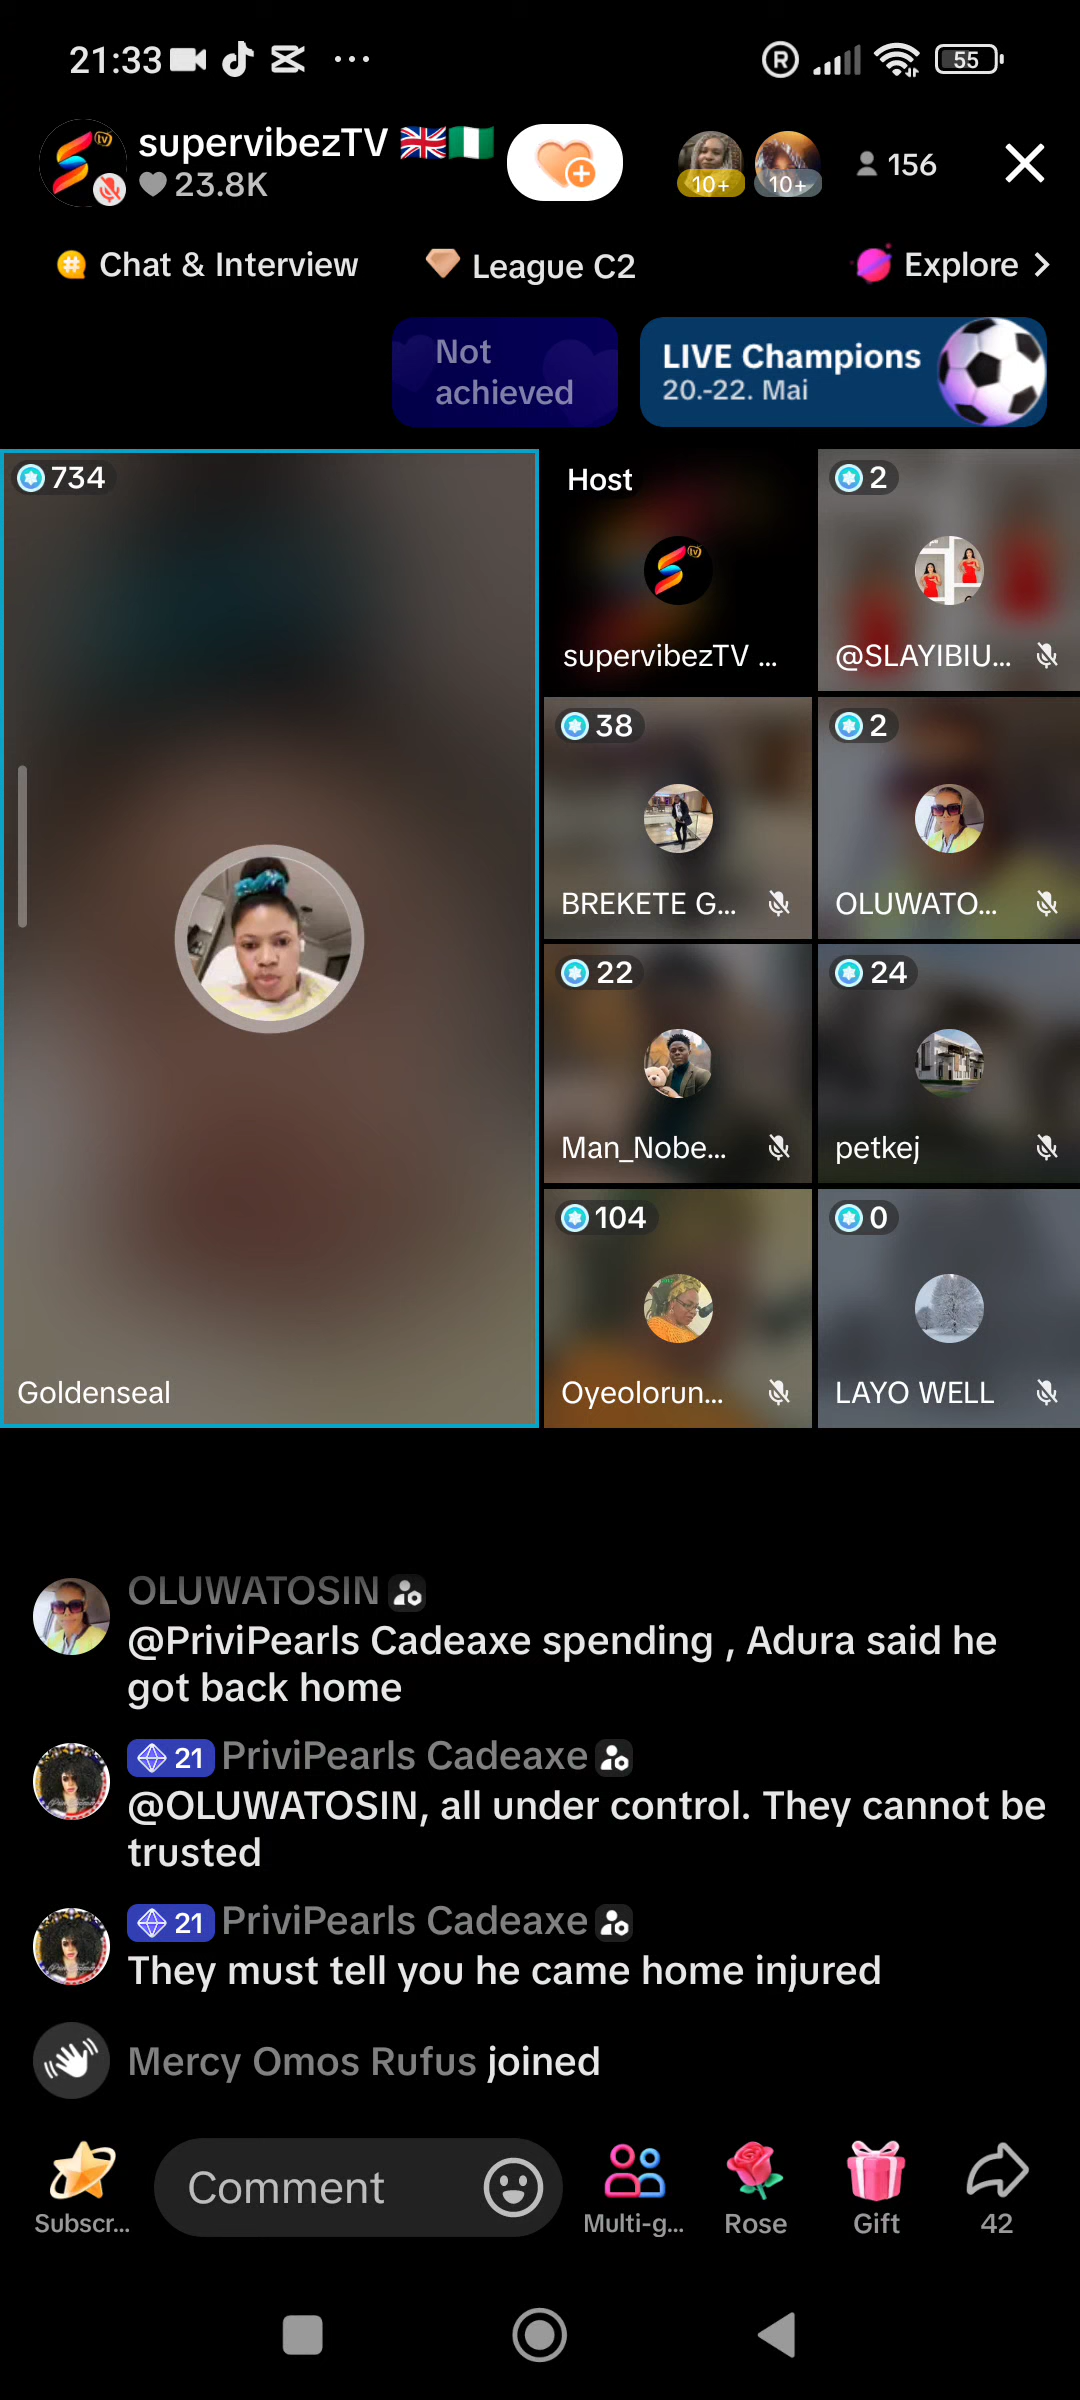 21:33
R
55
supervibezTV 🇬🇧🇳🇬
23.8K
10+
10+
156
Chat & Interview
League C2
Explore
Not
achieved
LIVE Champions
20.-22. Mai
734
Goldenseal
Host
supervibezTV ...
2
@SLAYIBIU...
38
BREKETE G...
2
OLUWATO...
22
Man_Nobe...
24
petkej
104
Oyeolorun...
0
LAYO WELL
OLUWATOSIN
@PriviPearls Cadeaxe spending , Adura said he
got back home
21 PriviPearls Cadeaxe
@OLUWATOSIN, all under control. They cannot be
trusted
21 PriviPearls Cadeaxe
They must tell you he came home injured
Mercy Omos Rufus joined
Subscr...
Comment
Multi-g...
Rose
Gift
42